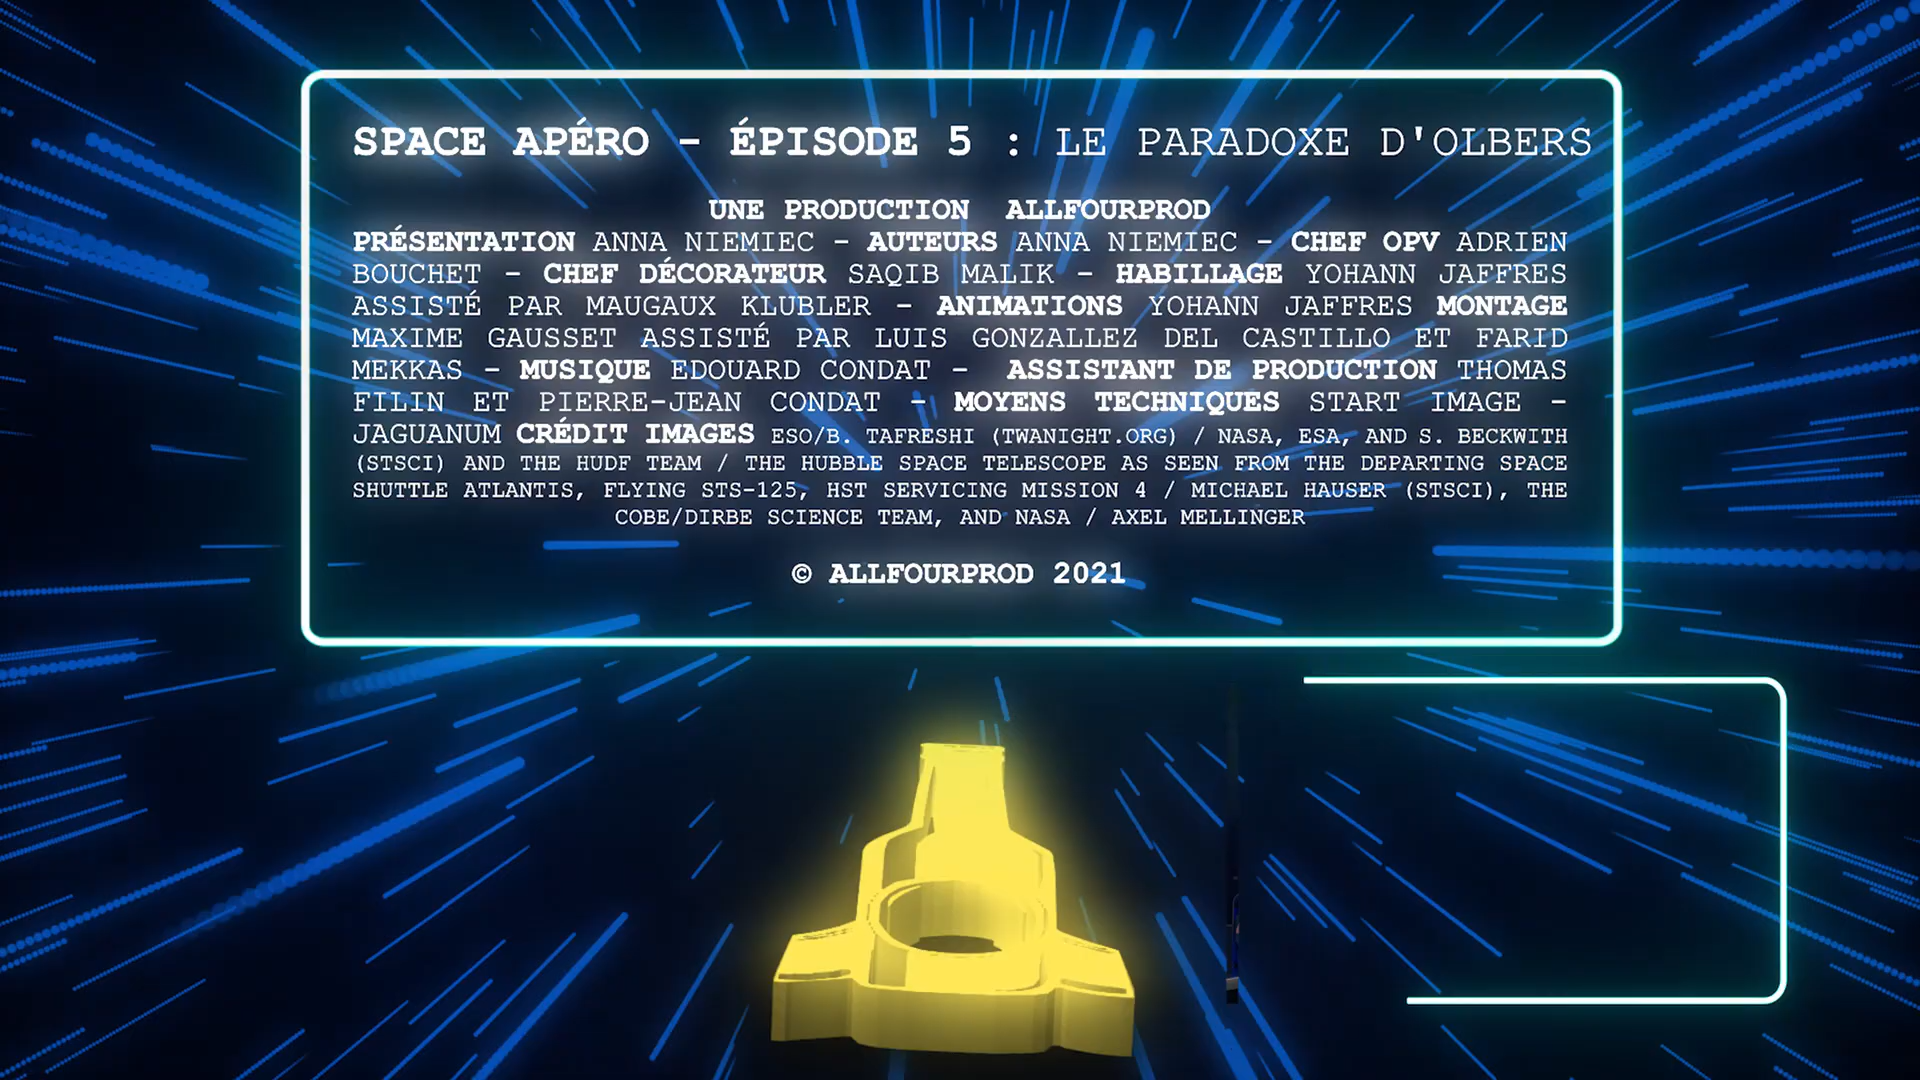 SPACE APÉRO - ÉPISODE 5 : LE PARADOXE D'OLBERS
UNE PRODUCTION ALLFOURPROD
PRÉSENTATION ANNA NIEMIEC - AUTEURS ANNA NIEMIEC - CHEF OPV ADRIEN
BOUCHET - CHEF DÉCORATEUR SAQIB MALIK - HABILLAGE YOHANN JAFFRES
ASSISTÉ PAR MAUGAUX KLUBLER - ANIMATIONS YOHANN JAFFRES MONTAGE
MAXIME GAUSSET ASSISTÉ PAR LUIS GONZALLEZ DEL CASTILLO ET FARID
MEKKAS - MUSIQUE EDOUARD CONDAT - ASSISTANT DE PRODUCTION THOMAS
FILIN ET PIERRE-JEAN CONDAT - MOYENS TECHNIQUES START IMAGE -
JAGUANUM CRÉDIT IMAGES ESO/B. TAFRESHI (TWANIGHT.ORG) / NASA, ESA, AND S. BECKWITH
(STSCI) AND THE HUDF TEAM / THE HUBBLE SPACE TELESCOPE AS SEEN FROM THE DEPARTING SPACE
SHUTTLE ATLANTIS, FLYING STS-125, HST SERVICING MISSION 4 / MICHAEL HAUSER (STSCI), THE
COBE/DIRBE SCIENCE TEAM, AND NASA / AXEL MELLINGER
© ALLFOURPROD 2021